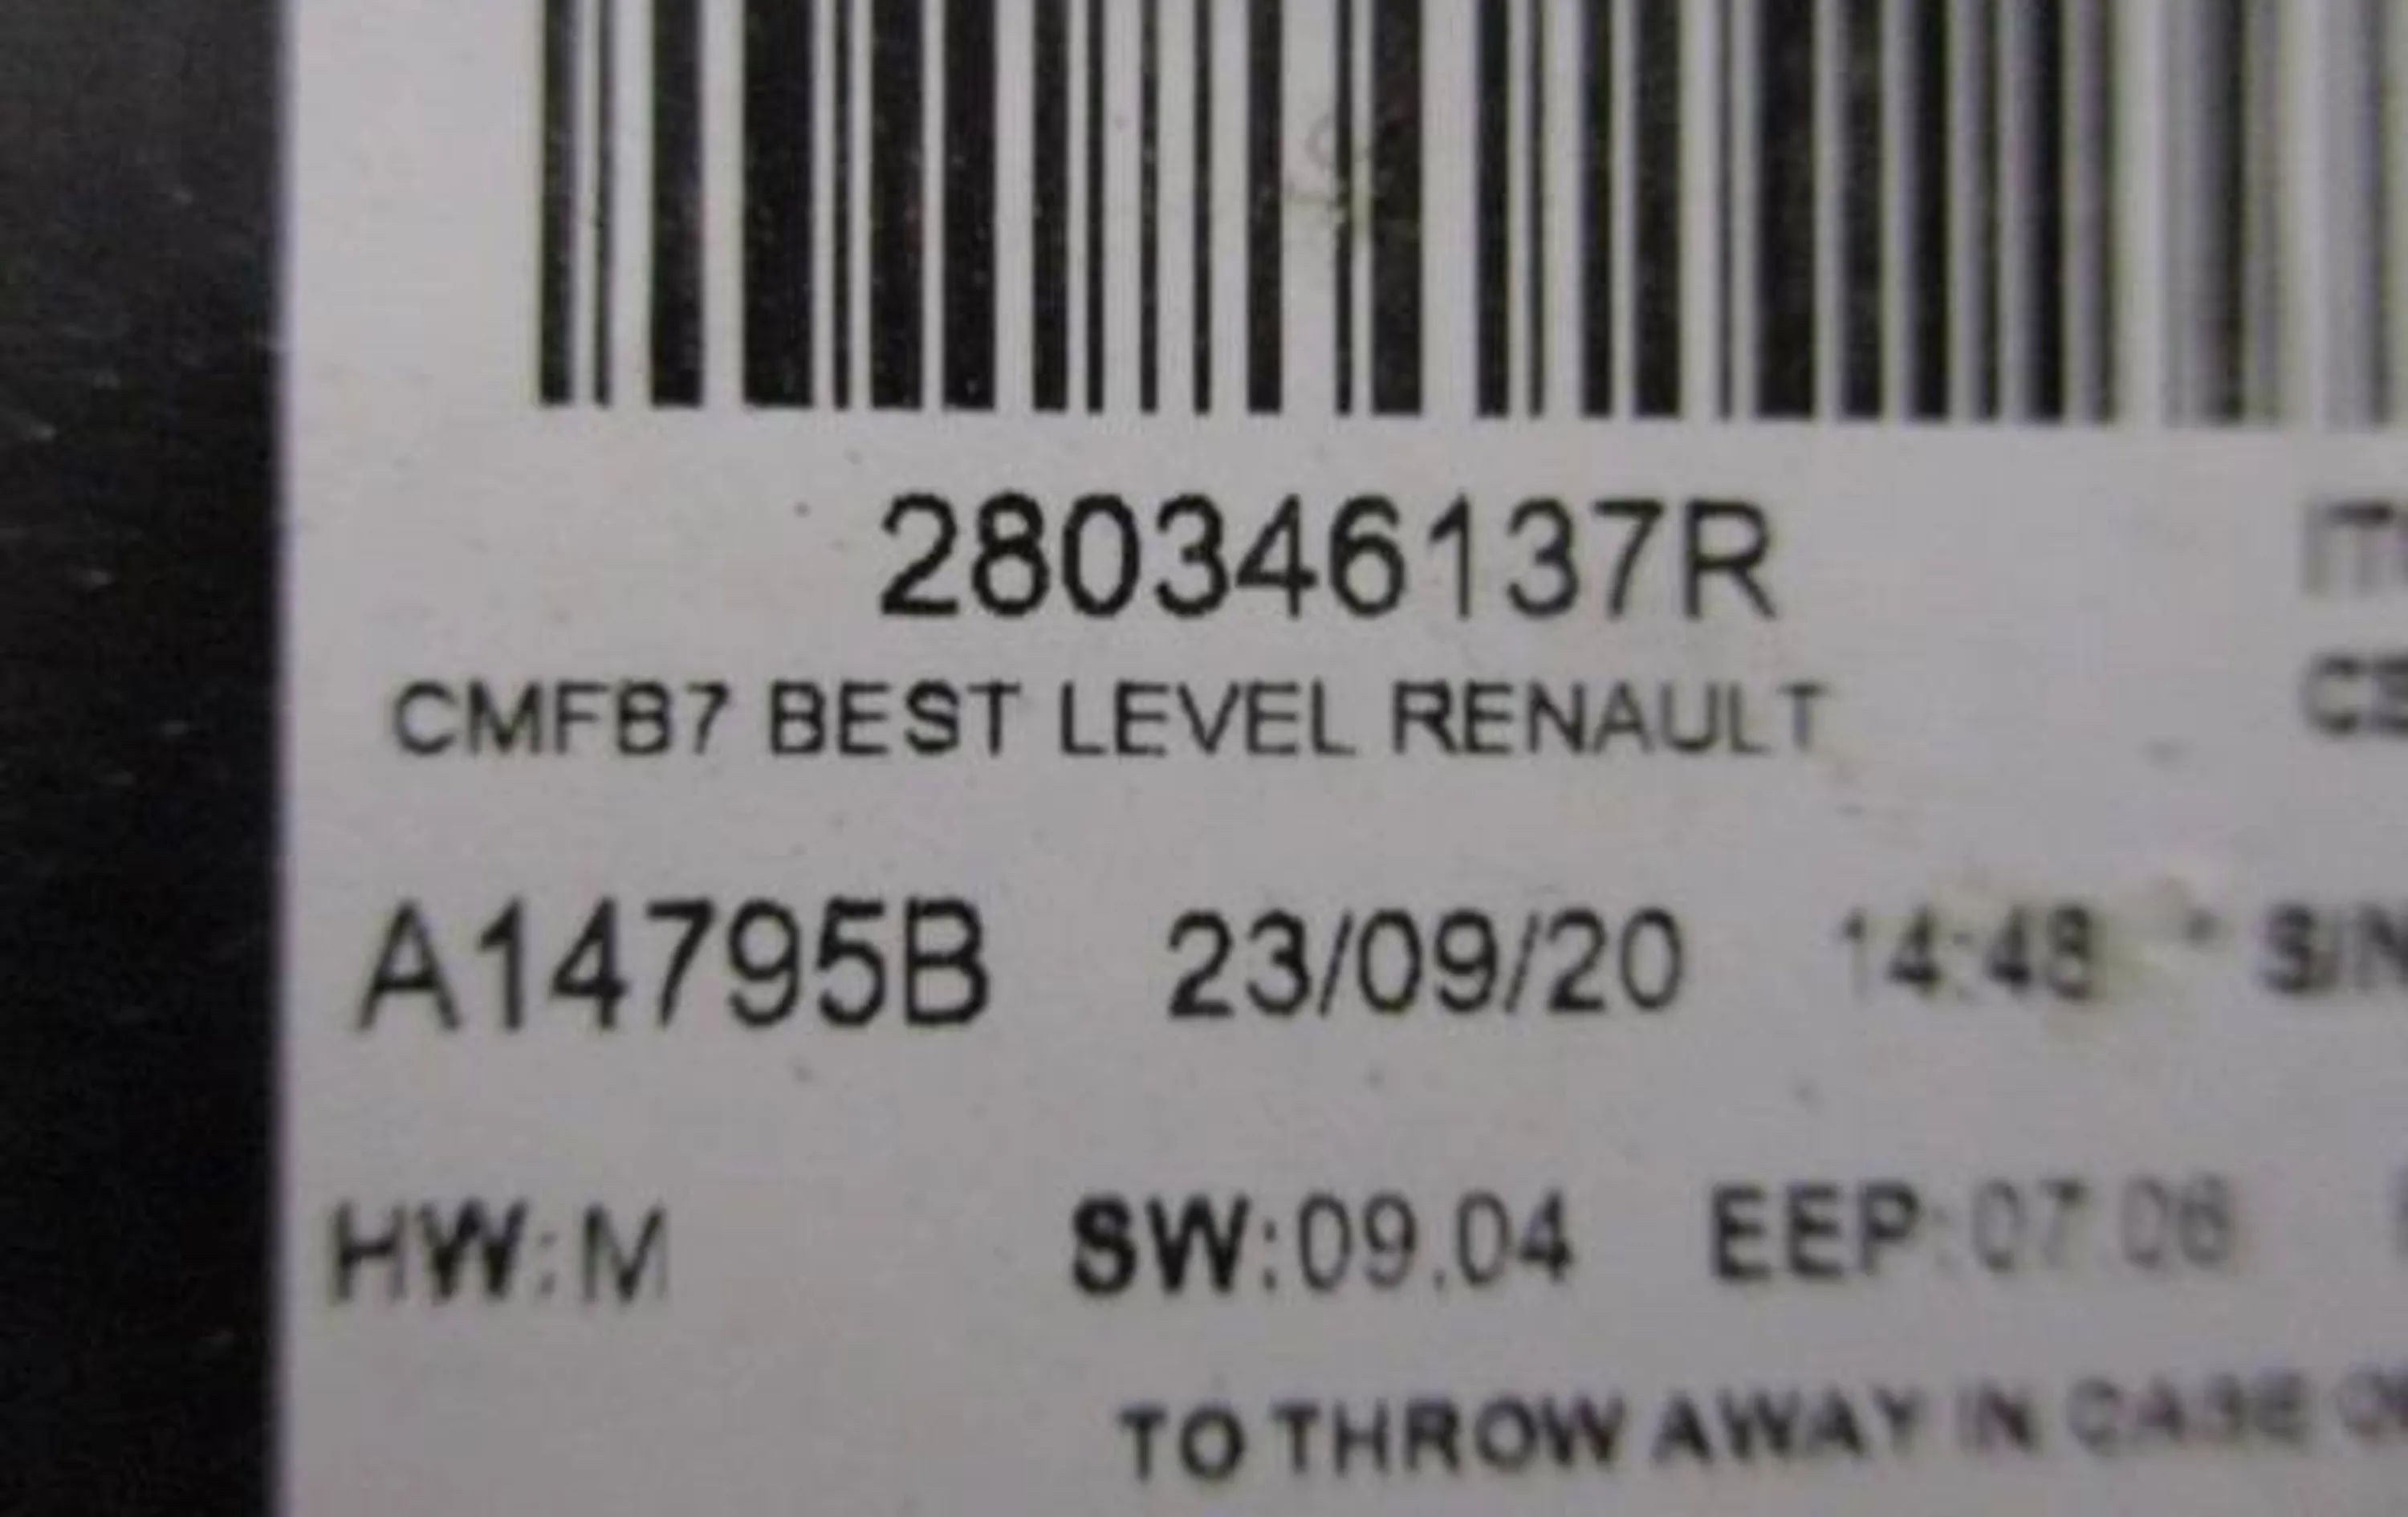 280346137R
CMFB7 BEST LEVEL RENAULT
A14795B 23/09/20 14:48 S/N
HW:M SW:09.04 EEP:07.06
TO THROW AWAY IN CASE